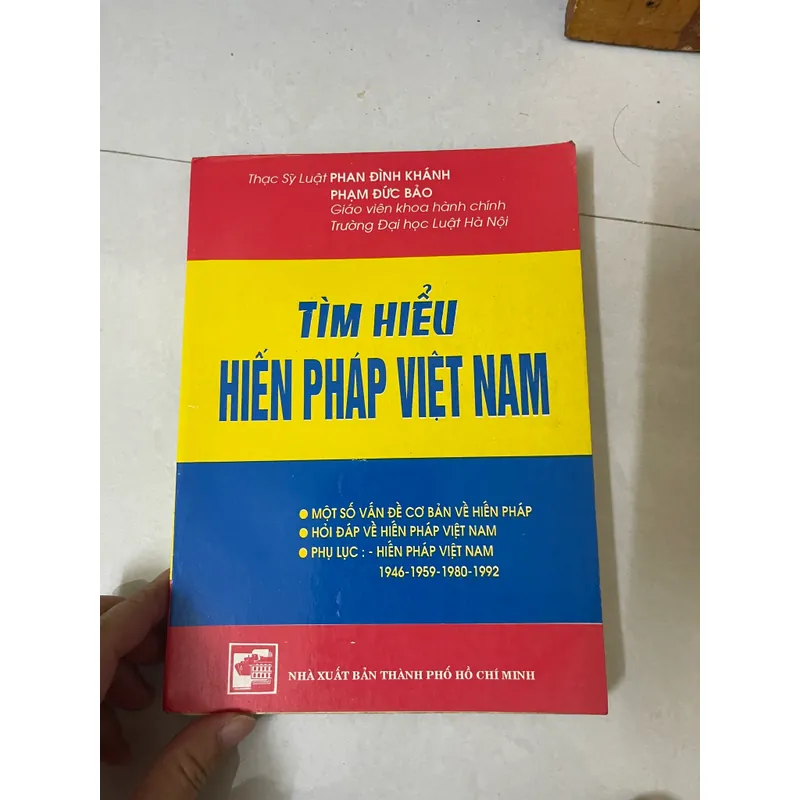 Thạc Sỹ Luật PHAN ĐÌNH KHÁNH
PHẠM ĐỨC BẢO
Giáo viên khoa hành chính
Trường Đại học Luật Hà Nội
TÌM HIỂU
HIẾN PHÁP VIỆT NAM
● MỘT SỐ VẤN ĐỀ CƠ BẢN VỀ HIẾN PHÁP
● HỎI ĐÁP VỀ HIẾN PHÁP VIỆT NAM
● PHỤ LỤC : - HIẾN PHÁP VIỆT NAM
1946-1959-1980-1992
NHÀ XUẤT BẢN THÀNH PHỐ HỒ CHÍ MINH